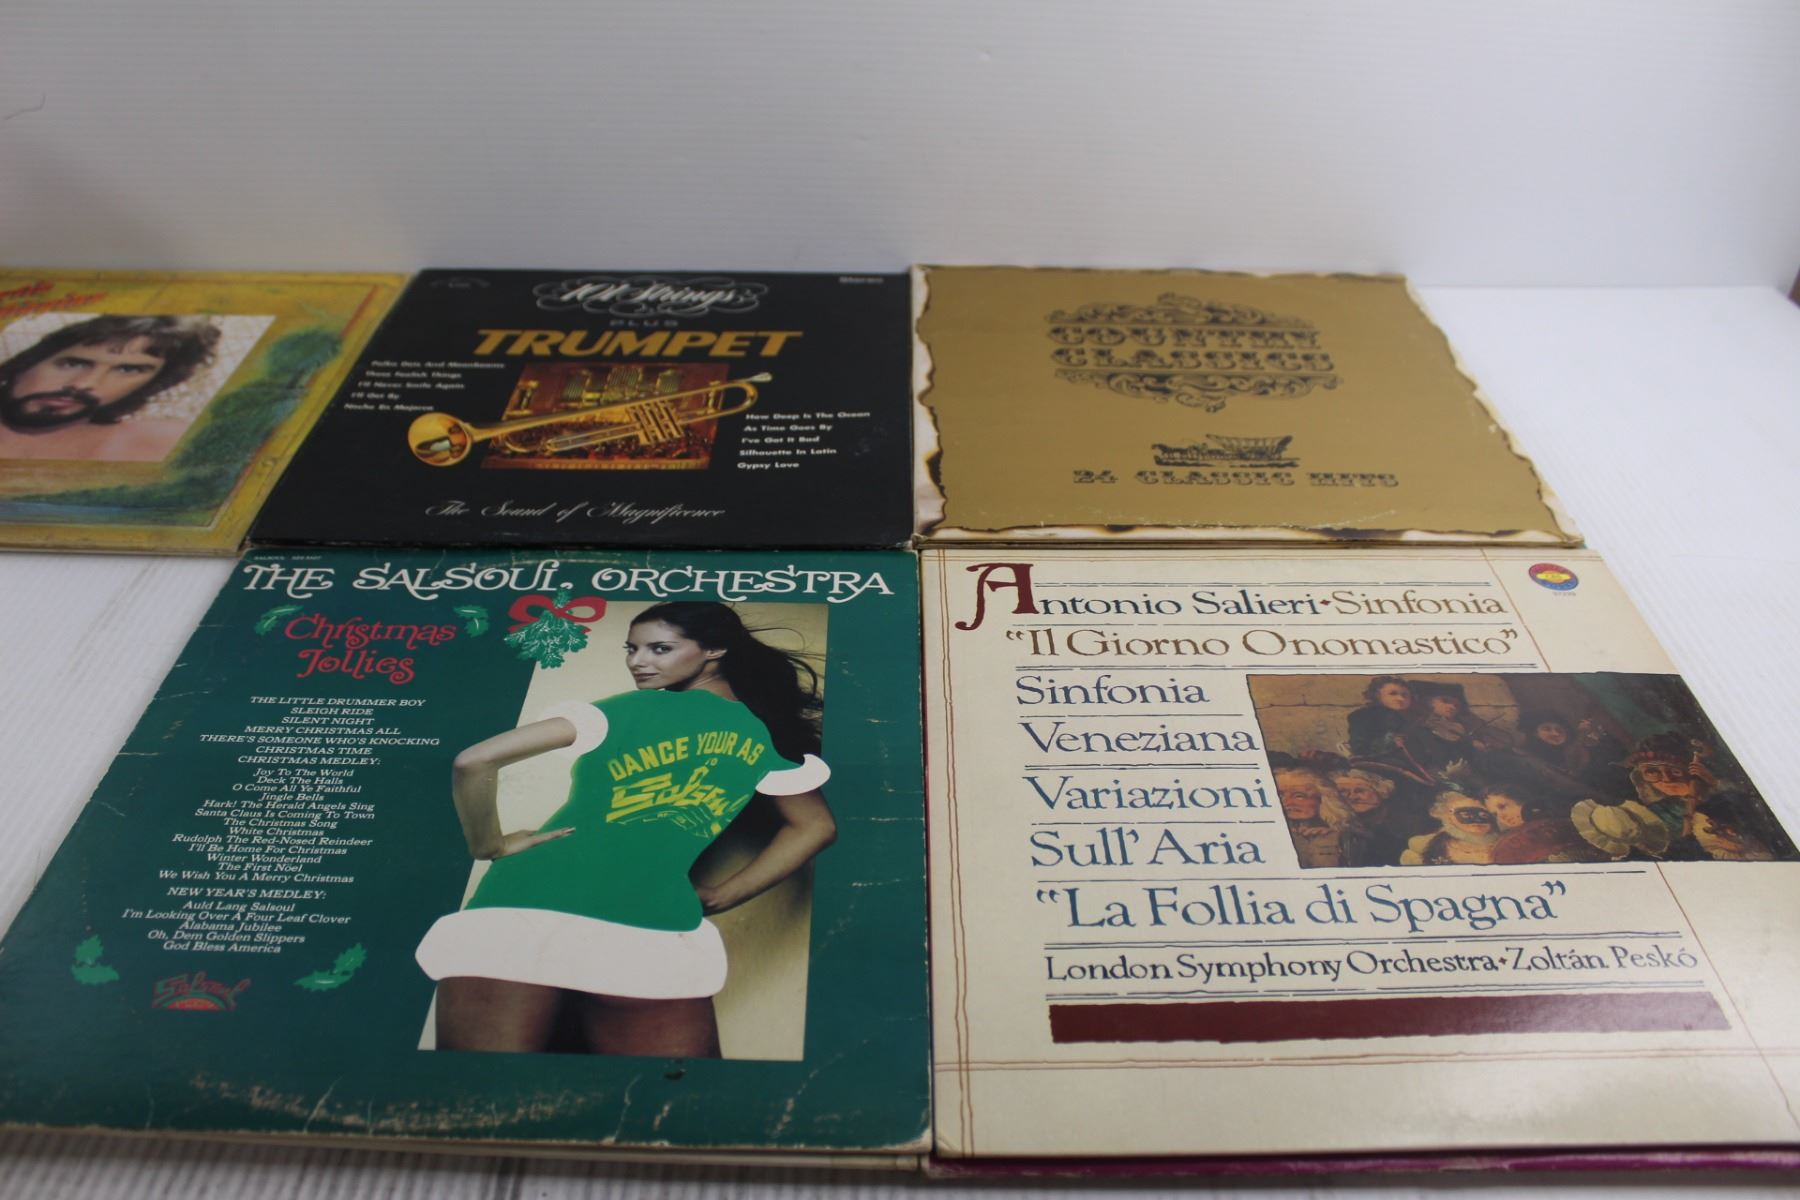 101 Strings
PLUS
TRUMPET
Stereo
Polka Dots And Moonbeams
These Foolish Things
I'll Never Smile Again
I'll Get By
Noche En Majorca
How Deep Is The Ocean
As Time Goes By
I've Got It Bad
Silhouette In Latin
Gypsy Love
The Sound of Magnificence
COUNTRY
CLASSICS
24 CLASSIC HITS
THE SALSOUL ORCHESTRA
Christmas
Jollies
THE LITTLE DRUMMER BOY
SLEIGH RIDE
SILENT NIGHT
MERRY CHRISTMAS ALL
THERE'S SOMEONE WHO'S KNOCKING
CHRISTMAS TIME
CHRISTMAS MEDLEY:
Joy To The World
Deck The Halls
O Come All Ye Faithful
Jingle Bells
Hark! The Herald Angels Sing
Santa Claus Is Coming To Town
The Christmas Song
White Christmas
Rudolph The Red-Nosed Reindeer
I'll Be Home For Christmas
Winter Wonderland
The First Nöel
We Wish You A Merry Christmas
NEW YEAR'S MEDLEY:
Auld Lang Salsoul
I'm Looking Over A Four Leaf Clover
Alabama Jubilee
Oh, Dem Golden Slippers
God Bless America
Salsoul
DANCE YOUR AS
TO
Salsoul
Antonio Salieri·Sinfonia
"Il Giorno Onomastico"
Sinfonia
Veneziana
Variazioni
Sull'Aria
"La Follia di Spagna"
London Symphony Orchestra·Zoltán Peskó